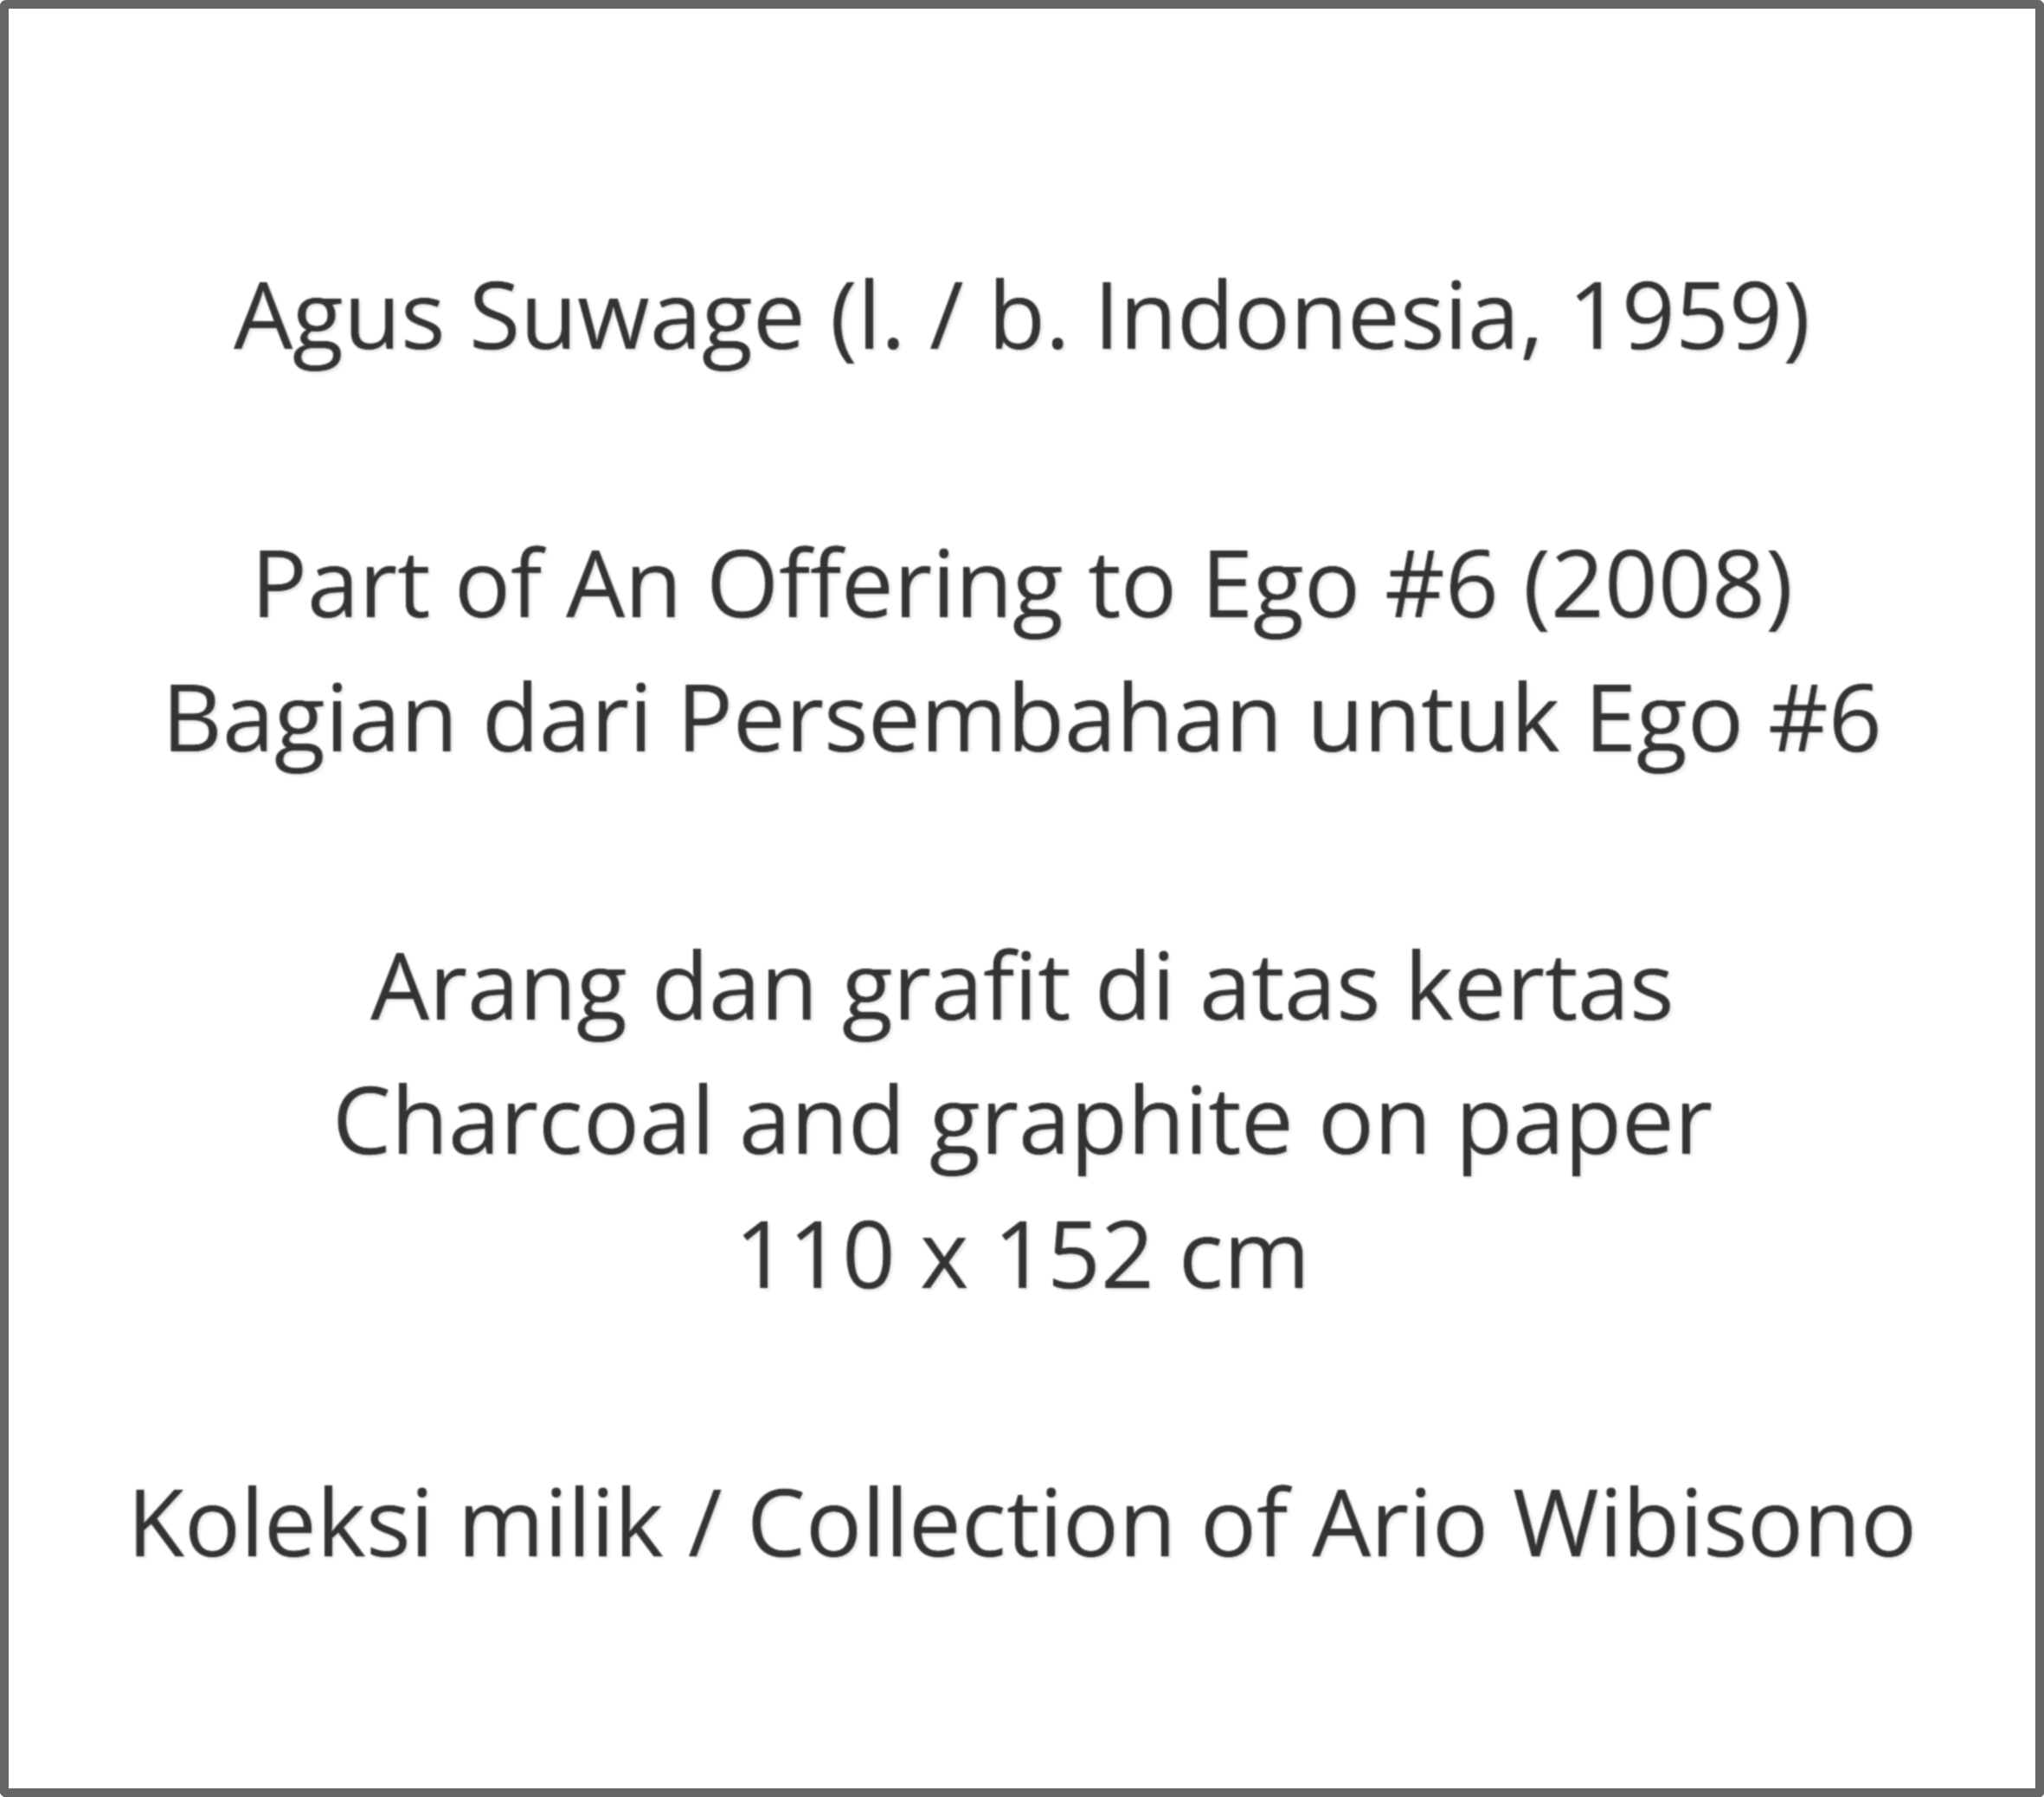 Agus Suwage (l. / b. Indonesia, 1959)
Part of An Offering to Ego #6 (2008)
Bagian dari Persembahan untuk Ego #6
Arang dan grafit di atas kertas
Charcoal and graphite on paper
110 x 152 cm
Koleksi milik / Collection of Ario Wibisono